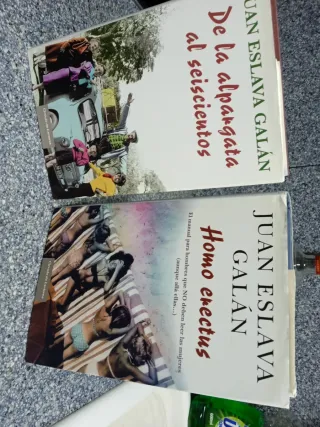 JUAN ESLAVA GALÁN
De la alpargata
al seiscientos
JUAN ESLAVA
GALÁN
Homo erectus
El manual para hombres que NO deben leer las mujeres
(aunque allá ellas...)